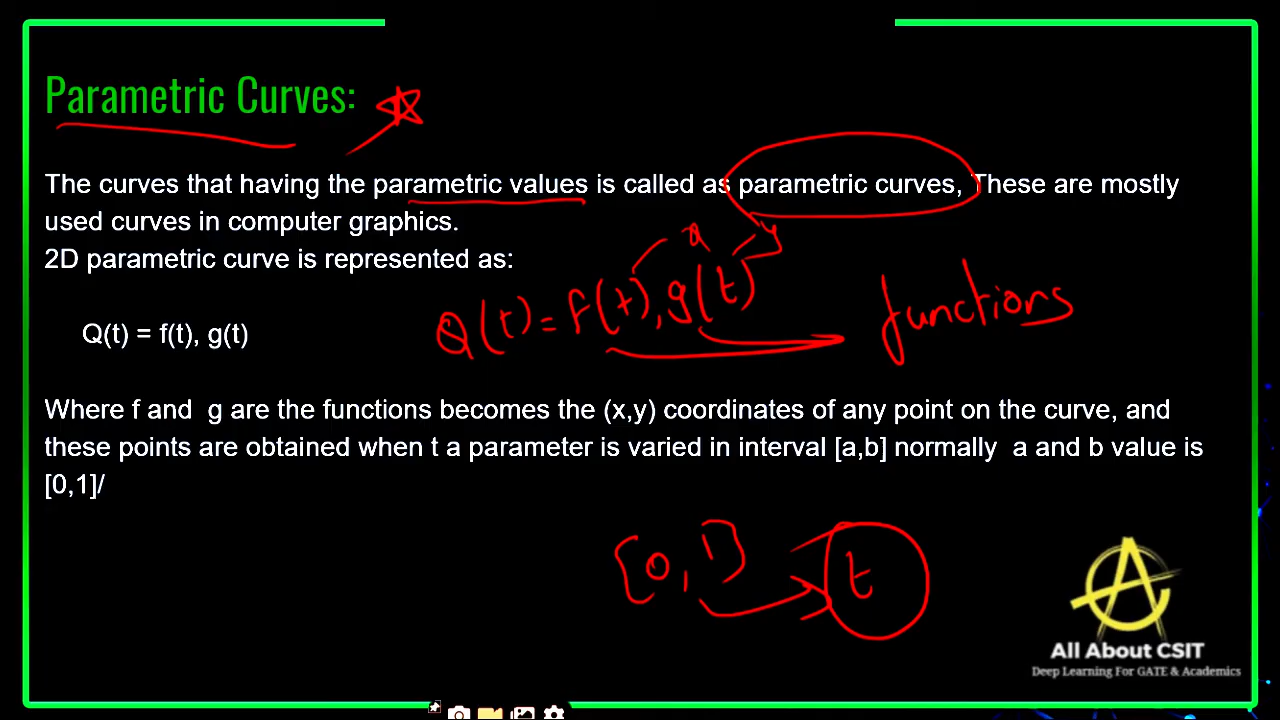 Parametric Curves:
The curves that having the parametric values is called as parametric curves, These are mostly
used curves in computer graphics.
x y
2D parametric curve is represented as:
Q(t) = f(t), g(t)
functions
Q(t) = f(t), g(t)
Where f and g are the functions becomes the (x,y) coordinates of any point on the curve, and
these points are obtained when t a parameter is varied in interval [a,b] normally a and b value is
[0,1]/
[0,1] t
All About CSIT
Deep Learning For GATE & Academics